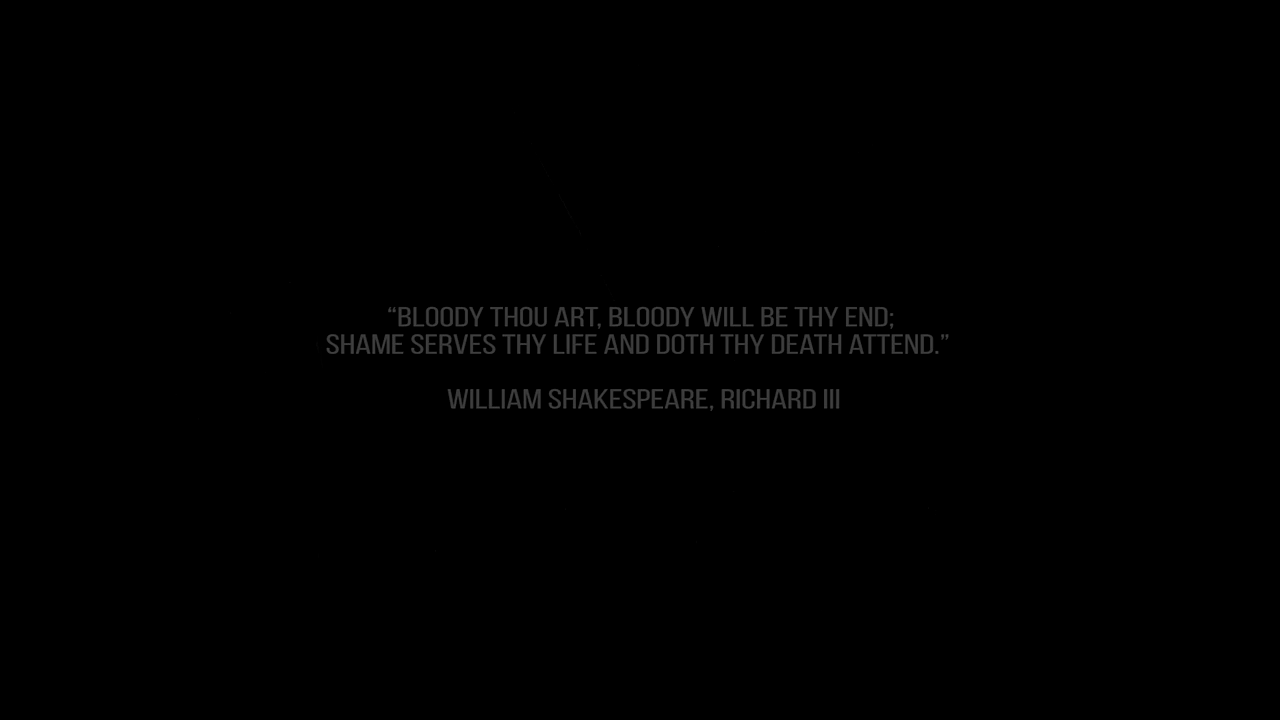 “BLOODY THOU ART, BLOODY WILL BE THY END;
SHAME SERVES THY LIFE AND DOTH THY DEATH ATTEND.”
WILLIAM SHAKESPEARE, RICHARD III